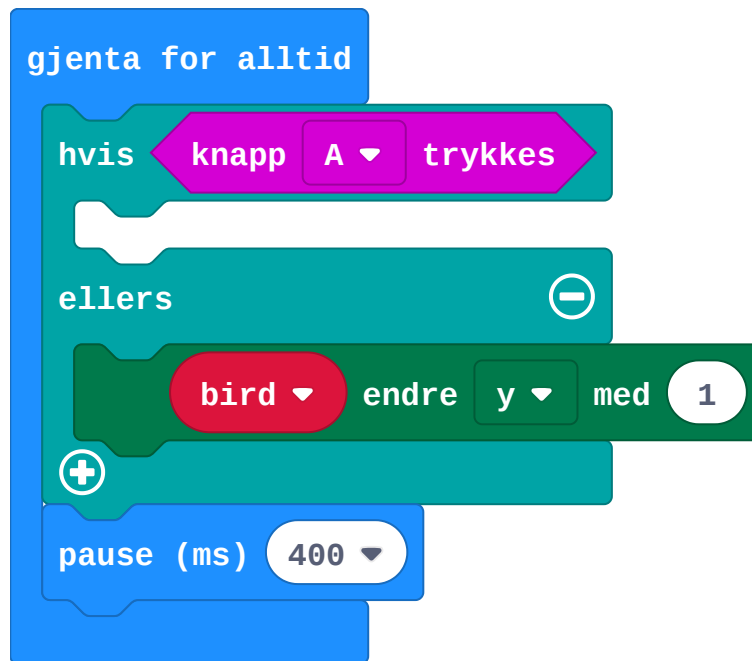 gjenta for alltid
hvis knapp A trykkes
ellers
bird endre y med 1
pause (ms) 400